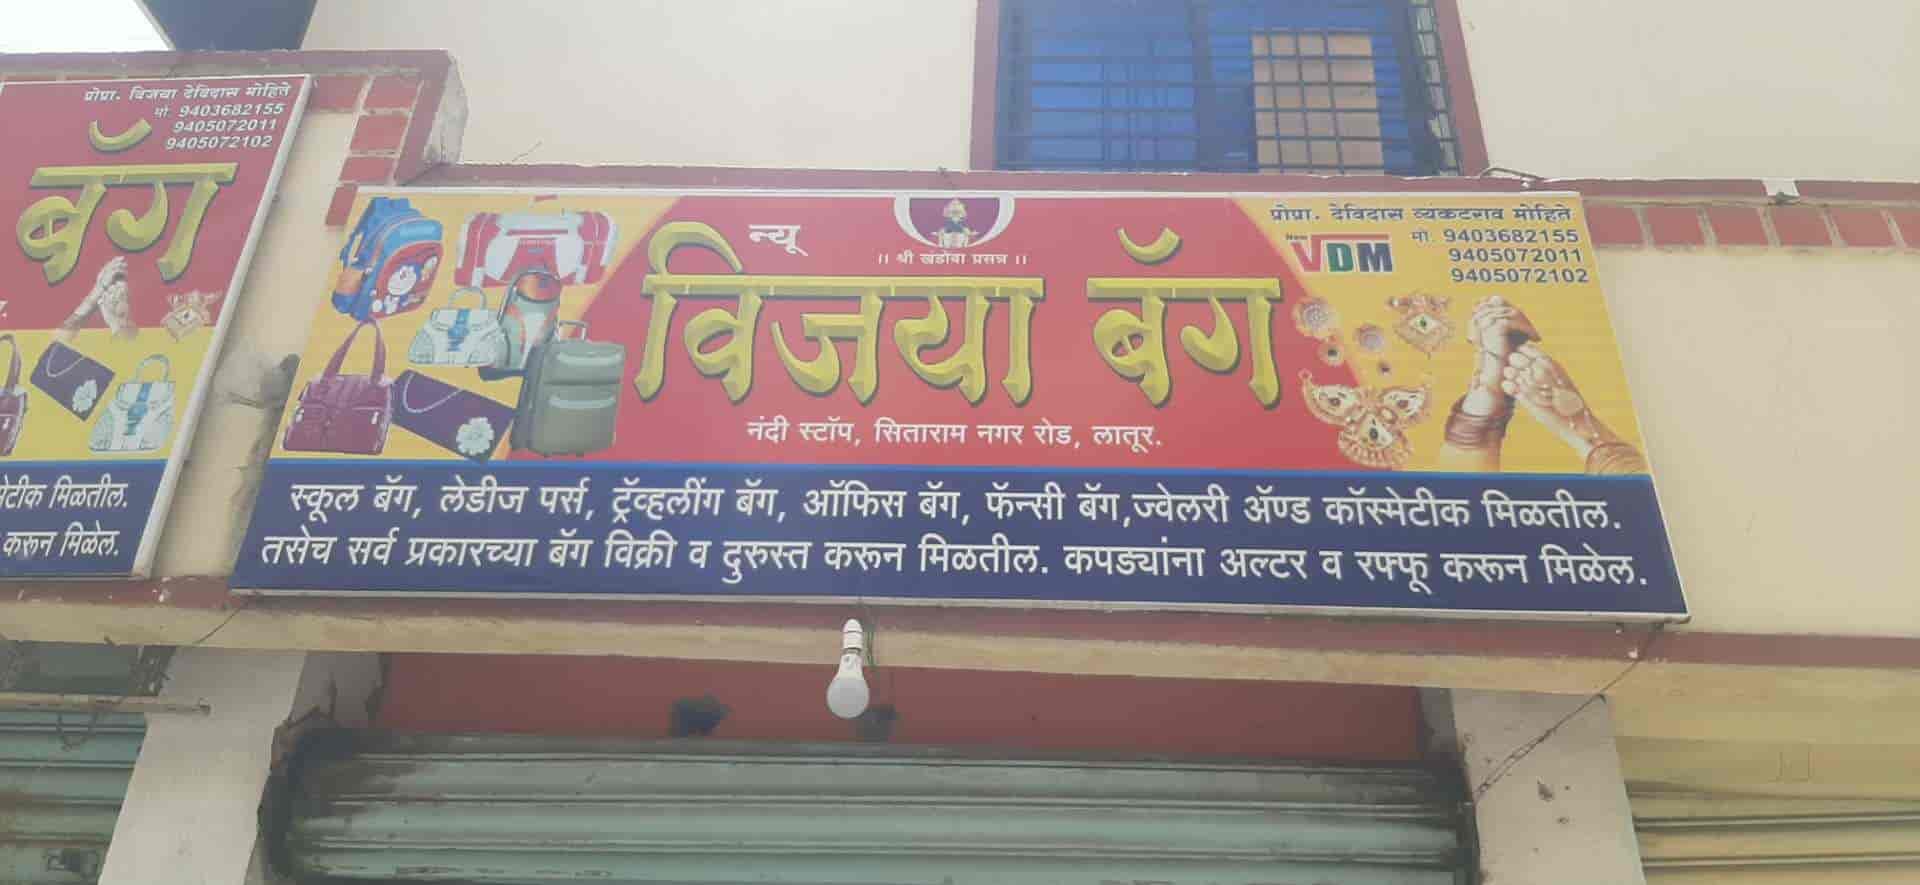 प्रोप्रा. विजया देविदास मोहिते
मो. 9403682155
9405072011
9405072102
बॅग
मेटीक मिळतील.
करून मिळेल.
न्यू
।। श्री खंडोबा प्रसन्न ।।
प्रोप्रा. देविदास व्यंकटराव मोहिते
New
VDM
मो. 9403682155
9405072011
9405072102
विजया बॅग
नंदी स्टॉप, सिताराम नगर रोड, लातूर.
स्कूल बॅग, लेडीज पर्स, ट्रॅव्हलींग बॅग, ऑफिस बॅग, फॅन्सी बॅग,ज्वेलरी ॲण्ड कॉस्मेटीक मिळतील.
तसेच सर्व प्रकारच्या बॅग विक्री व दुरुस्त करून मिळतील. कपड्यांना अल्टर व रफ्फू करून मिळेल.